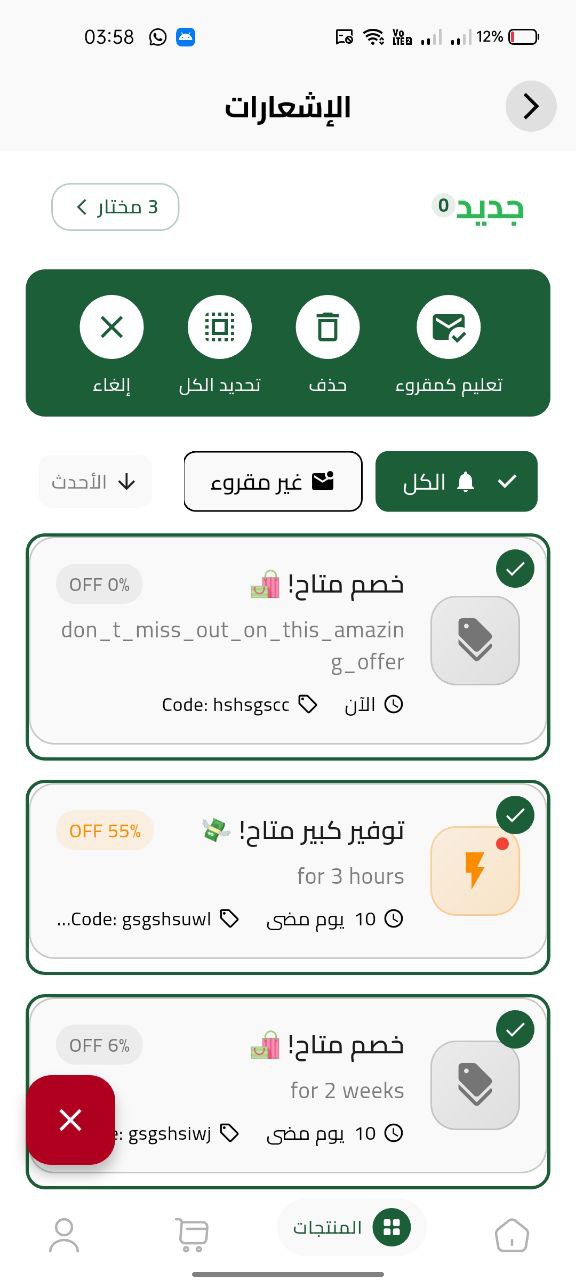 03:58 12%
الإشعارات
جديد 0
3 مختار
تعليم كمقروء
حذف
تحديد الكل
إلغاء
الكل
غير مقروء
الأحدث
خصم متاح! 🛍️
OFF 0%
don_t_miss_out_on_this_amazin
g_offer
الآن
Code: hshsgscc
توفير كبير متاح! 💸
OFF 55%
for 3 hours
10 يوم مضى
Code: gsgshsuwl...
خصم متاح! 🛍️
OFF 6%
for 2 weeks
10 يوم مضى
e: gsgshsiwj
المنتجات